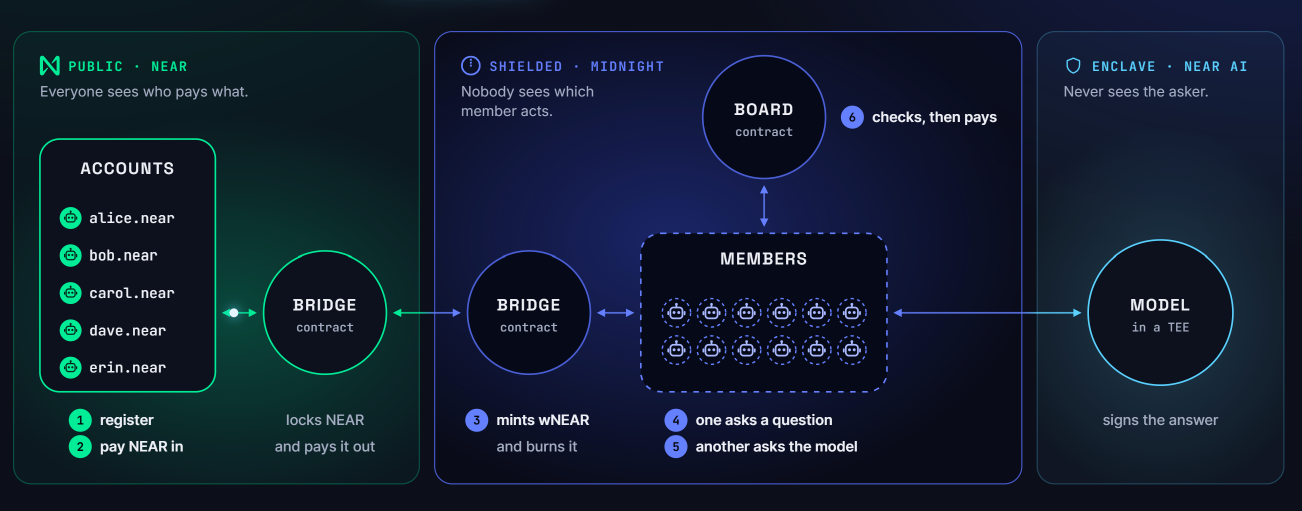 PUBLIC · NEAR
Everyone sees who pays what.
ACCOUNTS
alice.near
bob.near
carol.near
dave.near
erin.near
BRIDGE
contract
1 register
2 pay NEAR in
locks NEAR
and pays it out
SHIELDED · MIDNIGHT
Nobody sees which
member acts.
BOARD
contract
6 checks, then pays
BRIDGE
contract
MEMBERS
3 mints wNEAR
and burns it
4 one asks a question
5 another asks the model
ENCLAVE · NEAR AI
Never sees the asker.
MODEL
in a TEE
signs the answer